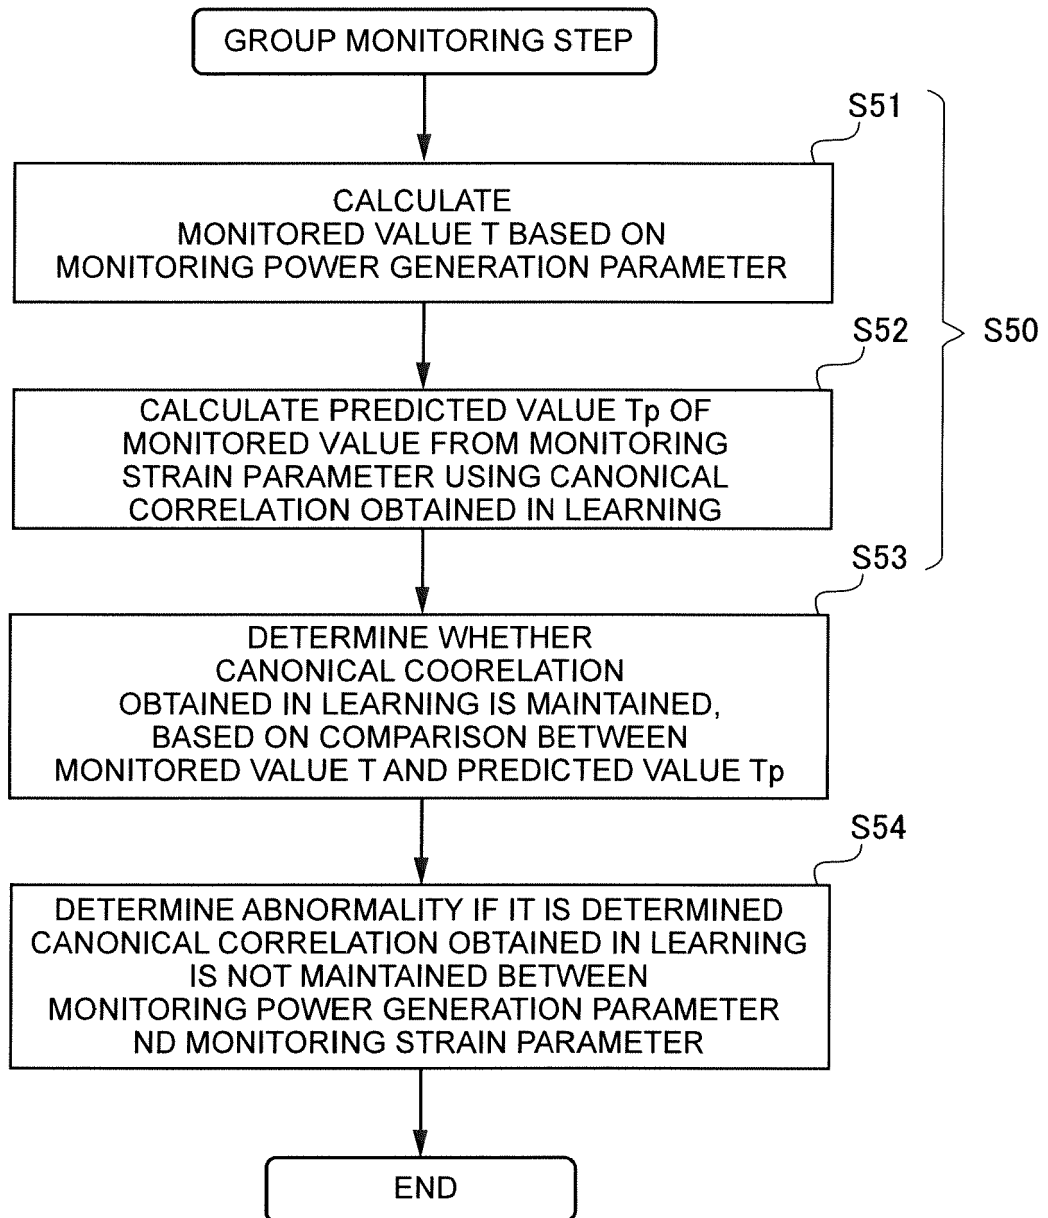 GROUP MONITORING STEP
S51
CALCULATE
MONITORED VALUE T BASED ON
MONITORING POWER GENERATION PARAMETER
S50
S52
CALCULATE PREDICTED VALUE Tp OF
MONITORED VALUE FROM MONITORING
STRAIN PARAMETER USING CANONICAL
CORRELATION OBTAINED IN LEARNING
S53
DETERMINE WHETHER
CANONICAL COORELATION
OBTAINED IN LEARNING IS MAINTAINED,
BASED ON COMPARISON BETWEEN
MONITORED VALUE T AND PREDICTED VALUE Tp
S54
DETERMINE ABNORMALITY IF IT IS DETERMINED
CANONICAL CORRELATION OBTAINED IN LEARNING
IS NOT MAINTAINED BETWEEN
MONITORING POWER GENERATION PARAMETER
ND MONITORING STRAIN PARAMETER
END